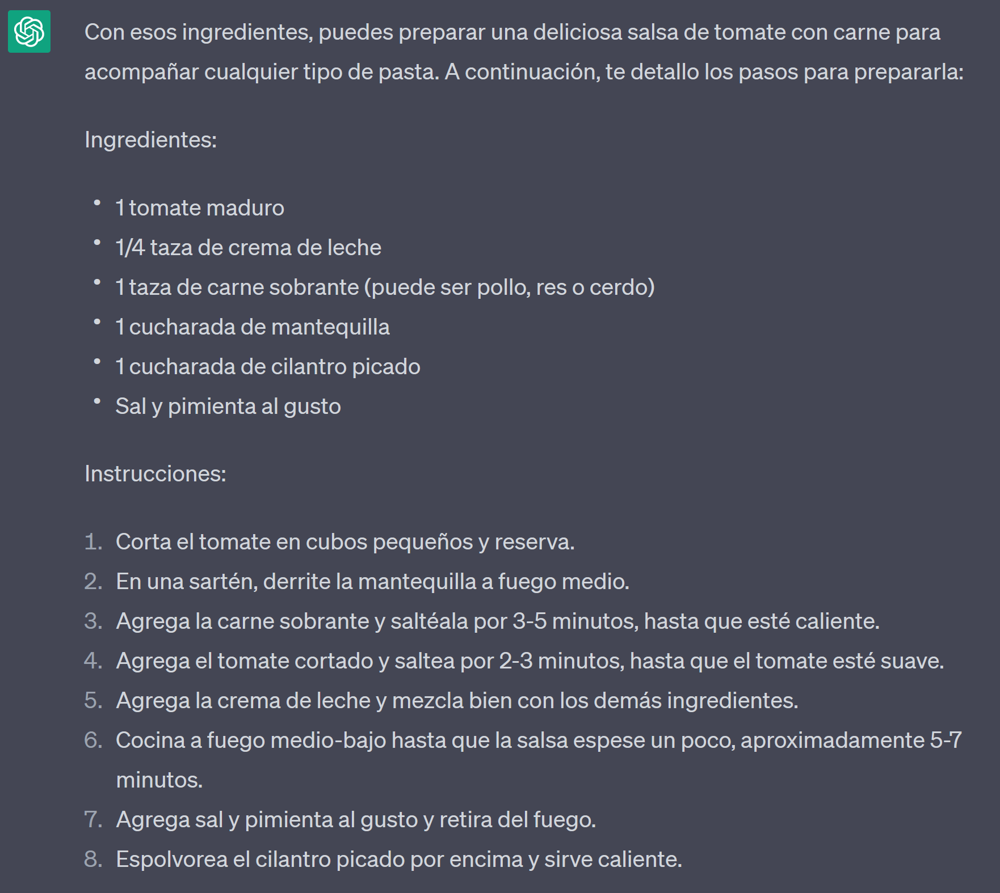 Con esos ingredientes, puedes preparar una deliciosa salsa de tomate con carne para
acompañar cualquier tipo de pasta. A continuación, te detallo los pasos para prepararla:
Ingredientes:
• 1 tomate maduro
• 1/4 taza de crema de leche
• 1 taza de carne sobrante (puede ser pollo, res o cerdo)
• 1 cucharada de mantequilla
• 1 cucharada de cilantro picado
• Sal y pimienta al gusto
Instrucciones:
1. Corta el tomate en cubos pequeños y reserva.
2. En una sartén, derrite la mantequilla a fuego medio.
3. Agrega la carne sobrante y saltéala por 3-5 minutos, hasta que esté caliente.
4. Agrega el tomate cortado y saltea por 2-3 minutos, hasta que el tomate esté suave.
5. Agrega la crema de leche y mezcla bien con los demás ingredientes.
6. Cocina a fuego medio-bajo hasta que la salsa espese un poco, aproximadamente 5-7
minutos.
7. Agrega sal y pimienta al gusto y retira del fuego.
8. Espolvorea el cilantro picado por encima y sirve caliente.